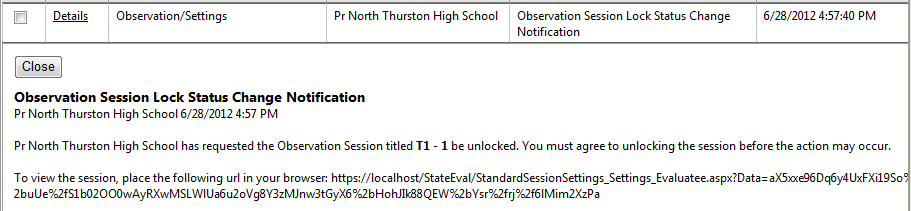 Details Observation/Settings Pr North Thurston High School Observation Session Lock Status Change 6/28/2012 4:57:40 PM
Notification
Close
Observation Session Lock Status Change Notification
Pr North Thurston High School 6/28/2012 4:57 PM
Pr North Thurston High School has requested the Observation Session titled T1 - 1 be unlocked. You must agree to unlocking the session before the action may occur.
To view the session, place the following url in your browser: https://localhost/StateEval/StandardSessionSettings_Settings_Evaluatee.aspx?Data=aX5xxe96Dq6y4UxFXi19So%
2buUe%2fS1b02OO0wAyRXwMSLWIUa6u2oVg8Y3zMJnw3tGyX6%2bHohJIk88QEW%2bYsr%2frj%2f6IMim2XzPa